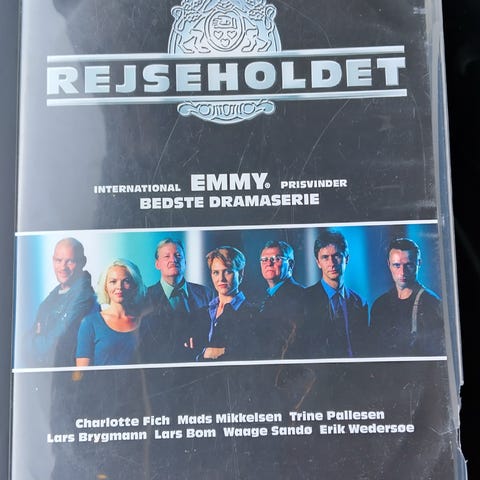 REJSEHOLDET
INTERNATIONAL EMMY® PRISVINDER
BEDSTE DRAMASERIE
Charlotte Fich Mads Mikkelsen Trine Pallesen
Lars Brygmann Lars Bom Waage Sandø Erik Wedersøe